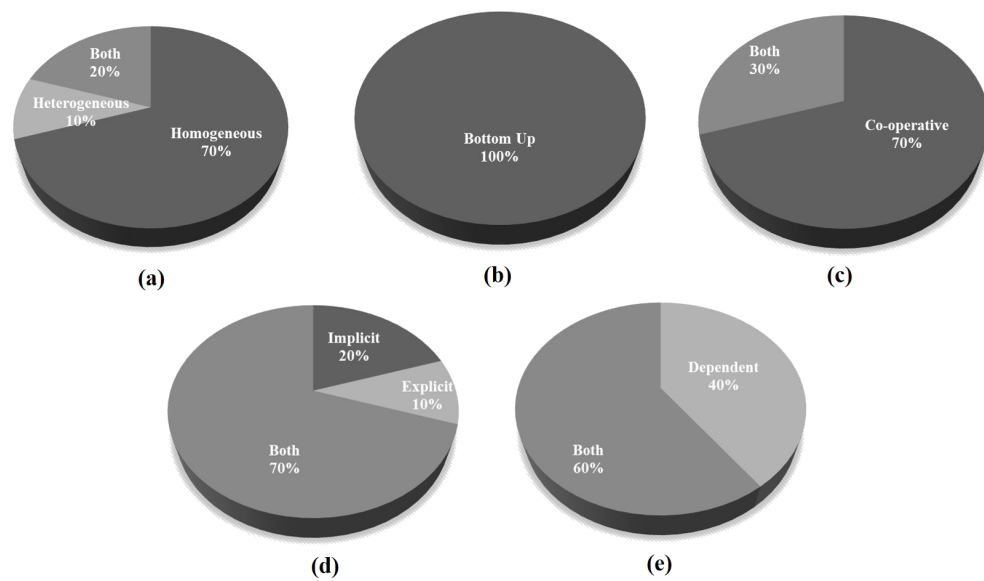 Both
20%
Heterogeneous
10%
Homogeneous
70%
(a)
Bottom Up
100%
(b)
Both
30%
Co-operative
70%
(c)
Implicit
20%
Explicit
10%
Both
70%
(d)
Dependent
40%
Both
60%
(e)